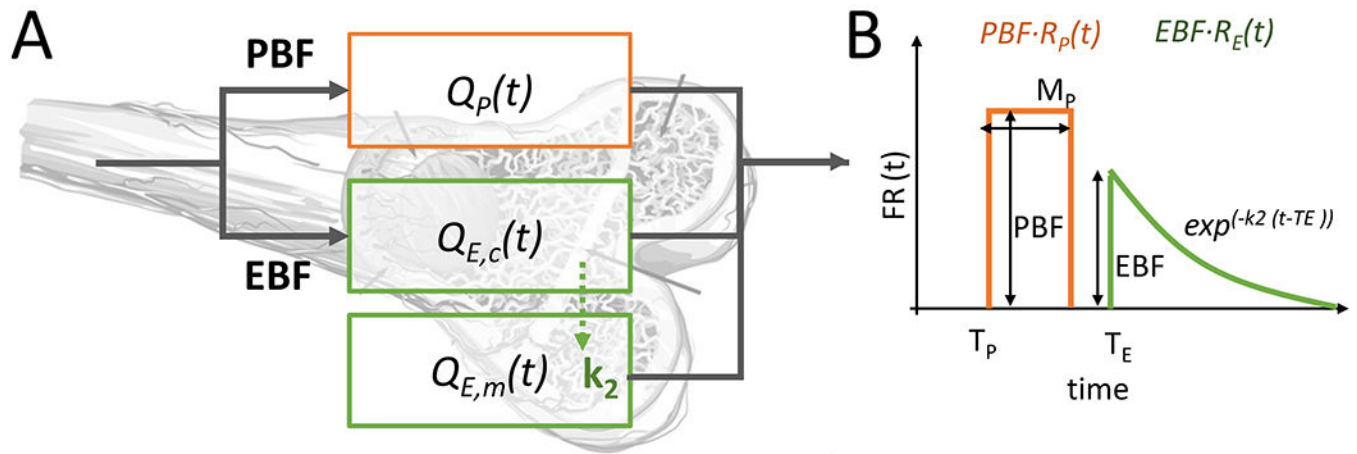 A
PBF
Q_P(t)
Q_E,c(t)
EBF
Q_E,m(t)
k_2
B
PBF·R_P(t)
EBF·R_E(t)
M_P
FR (t)
PBF
EBF
exp^(-k2 (t-TE ))
T_P
T_E
time